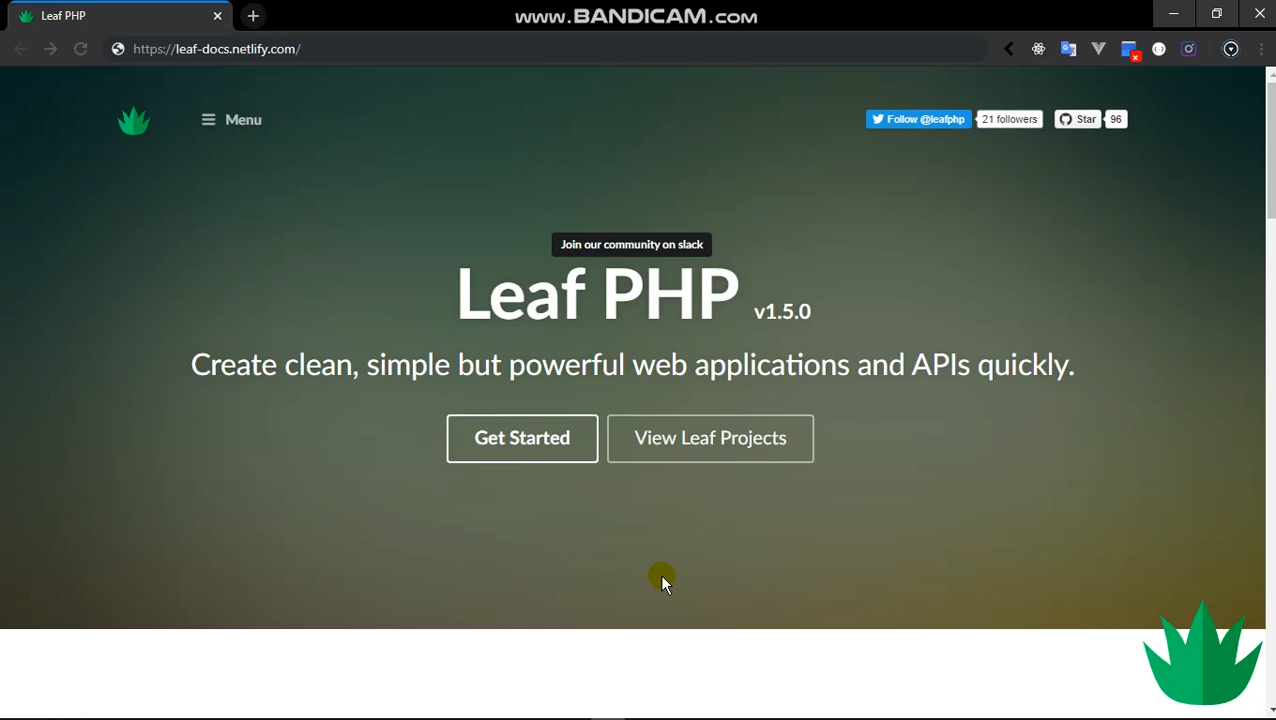 Leaf PHP
www.BANDICAM.com
https://leaf-docs.netlify.com/
Menu
Follow @leafphp
21 followers
Star
96
Join our community on slack
Leaf PHP v1.5.0
Create clean, simple but powerful web applications and APIs quickly.
Get Started
View Leaf Projects